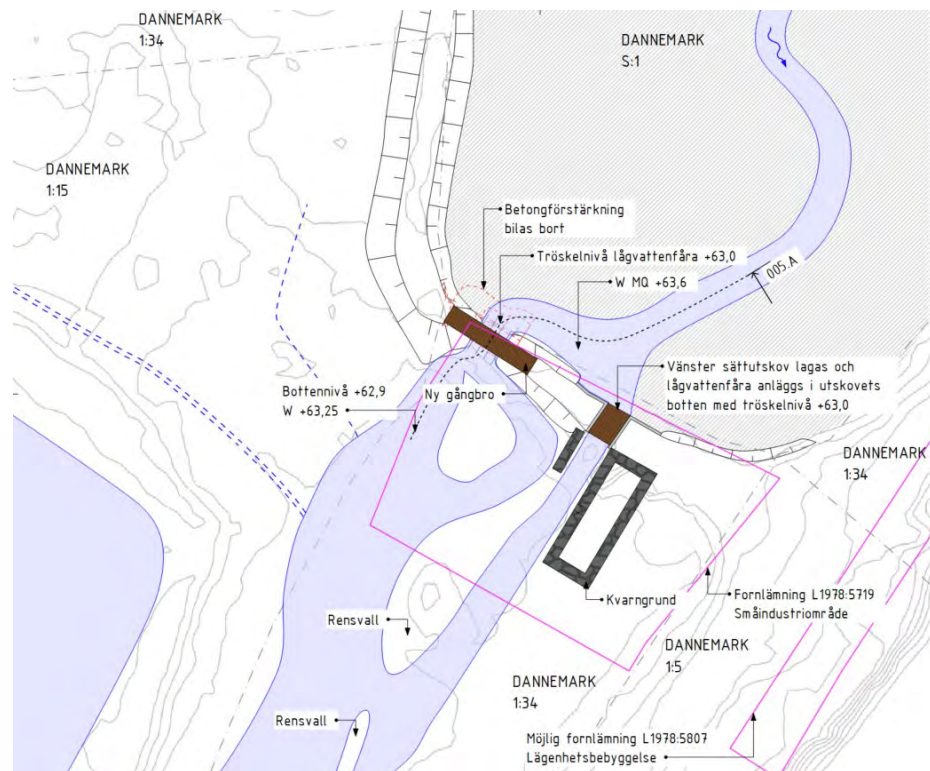 DANNEMARK
1:34
DANNEMARK
S:1
DANNEMARK
1:15
Betongförstärkning
bilas bort
Tröskelnivå lågvattenfåra +63,0
005.A
W MQ +63,6
Vänster sättutskov lagas och
lågvattenfåra anläggs i utskovets
botten med tröskelnivå +63,0
Bottennivå +62,9
W +63,25
Ny gångbro
DANNEMARK
1:34
Kvarngrund
Fornlämning L1978:5719
Småindustriområde
Rensvall
DANNEMARK
1:5
DANNEMARK
1:34
Rensvall
Möjlig fornlämning L1978:5807
Lägenhetsbebyggelse